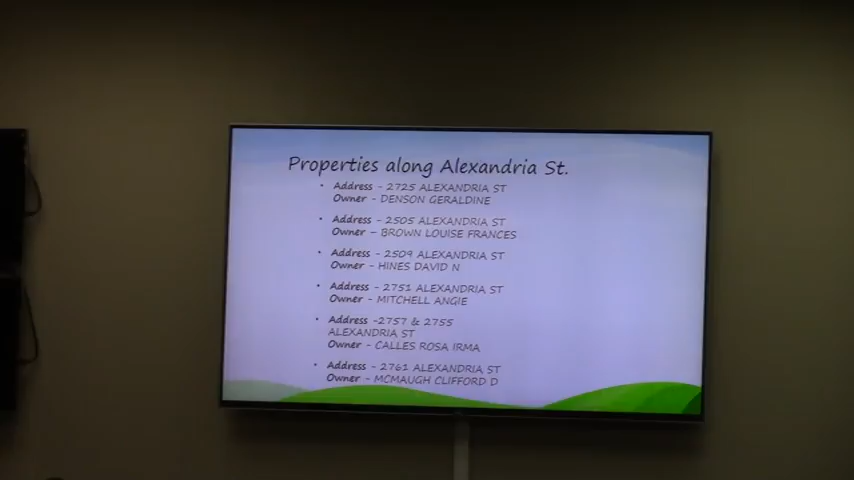 Properties along Alexandria St.
• Address - 2725 ALEXANDRIA ST
Owner - DENSON GERALDINE
• Address - 2505 ALEXANDRIA ST
Owner - BROWN LOUISE FRANCES
• Address - 2509 ALEXANDRIA ST
Owner - HINES DAVID N
• Address - 2751 ALEXANDRIA ST
Owner - MITCHELL ANGIE
• Address -2757 & 2755
ALEXANDRIA ST
Owner - CALLES ROSA IRMA
• Address - 2761 ALEXANDRIA ST
Owner - MCMAUGH CLIFFORD D